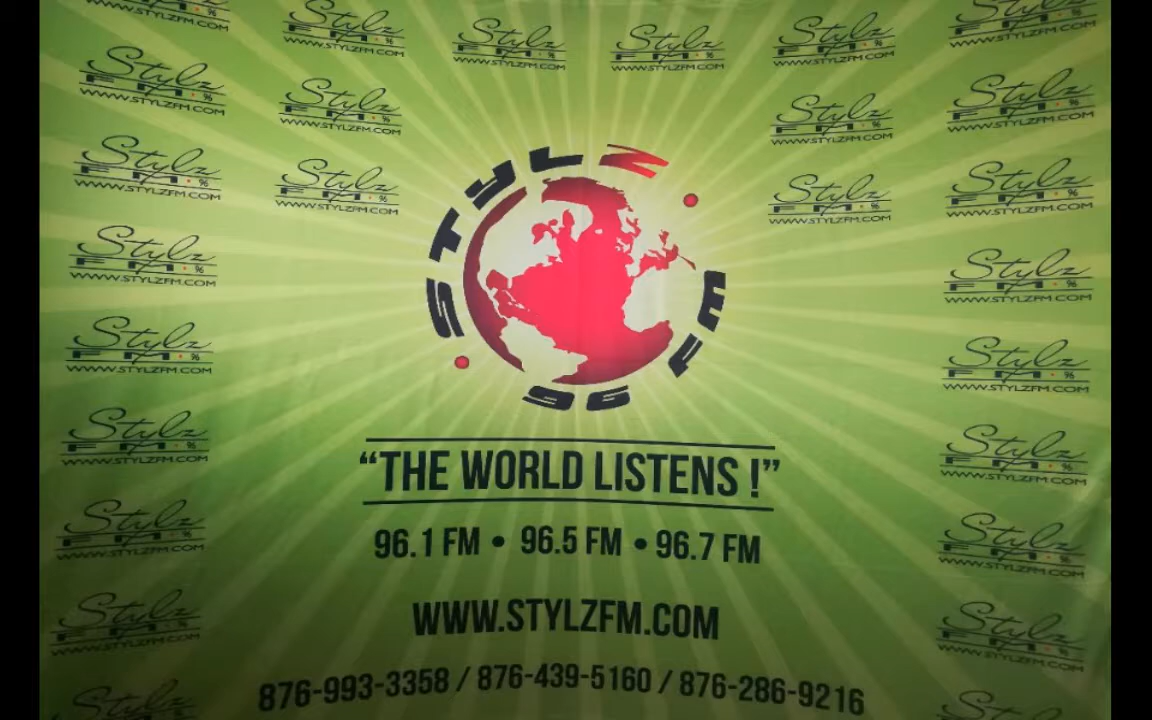 Stylz
FM 96
WWW.STYLZFM.COM
STYLZ
FM
96
“THE WORLD LISTENS !”
96.1 FM • 96.5 FM • 96.7 FM
WWW.STYLZFM.COM
876-993-3358 / 876-439-5160 / 876-286-9216